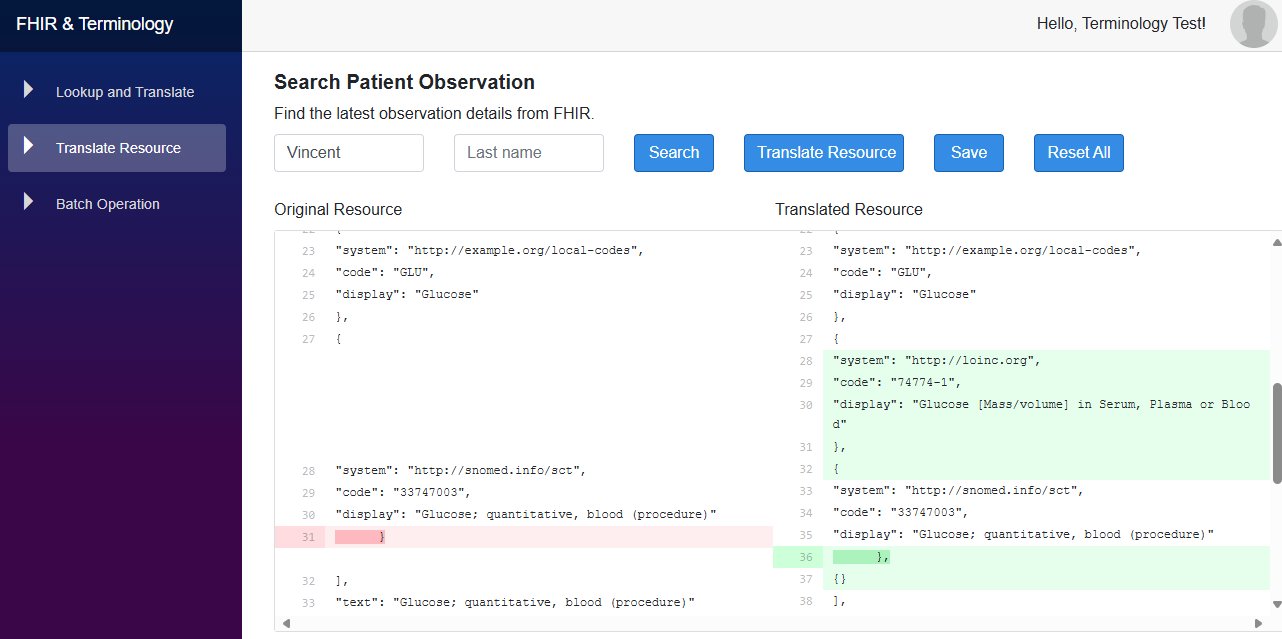 FHIR & Terminology
Hello, Terminology Test!
Lookup and Translate
Translate Resource
Batch Operation
Search Patient Observation
Find the latest observation details from FHIR.
Vincent
Last name
Search
Translate Resource
Save
Reset All
Original Resource
22 {
23 "system": "http://example.org/local-codes",
24 "code": "GLU",
25 "display": "Glucose"
26 },
27 {
28 "system": "http://snomed.info/sct",
29 "code": "33747003",
30 "display": "Glucose; quantitative, blood (procedure)"
31 }
32 ],
33 "text": "Glucose; quantitative, blood (procedure)"
Translated Resource
22 {
23 "system": "http://example.org/local-codes",
24 "code": "GLU",
25 "display": "Glucose"
26 },
27 {
28 "system": "http://loinc.org",
29 "code": "74774-1",
30 "display": "Glucose [Mass/volume] in Serum, Plasma or Bloo
d"
31 },
32 {
33 "system": "http://snomed.info/sct",
34 "code": "33747003",
35 "display": "Glucose; quantitative, blood (procedure)"
36 },
37 {}
38 ],